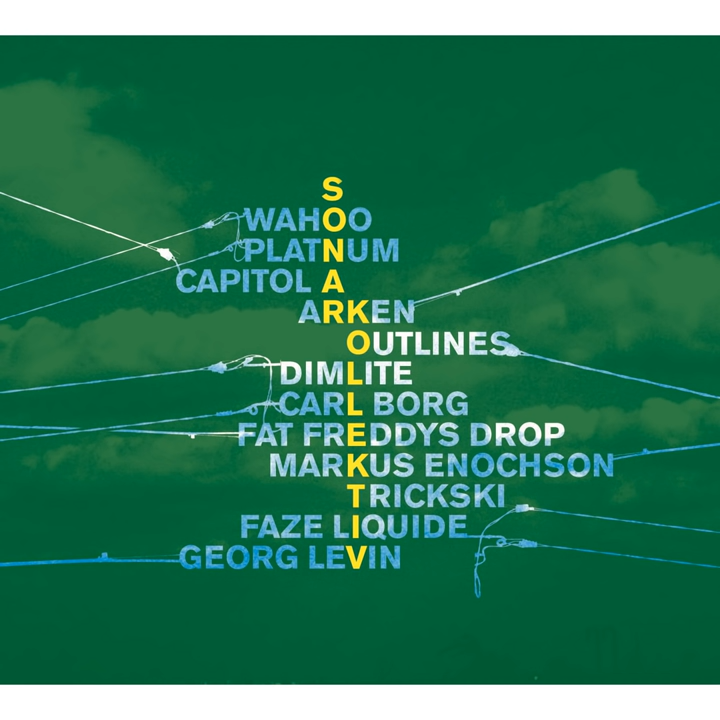 S
WAHOO
PLATNUM
CAPITOL A
ARKEN
OUTLINES
DIMLITE
CARL BORG
FAT FREDDYS DROP
MARKUS ENOCHSON
TRICKSKI
FAZE LIQUIDE
GEORG LEVIN